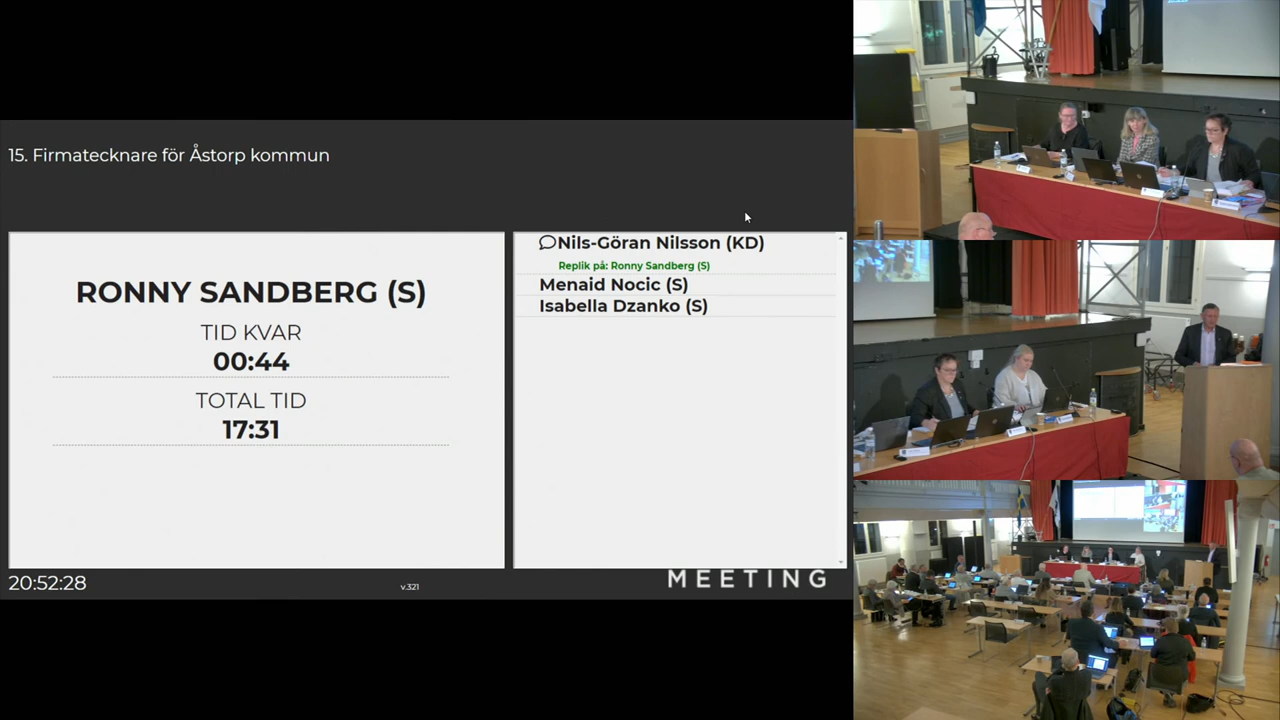 15. Firmatecknare för Åstorp kommun
RONNY SANDBERG (S)
TID KVAR
00:44
TOTAL TID
17:31
Nils-Göran Nilsson (KD)
Replik på: Ronny Sandberg (S)
Menaid Nocic (S)
Isabella Dzanko (S)
20:52:28
v.321
MEETING